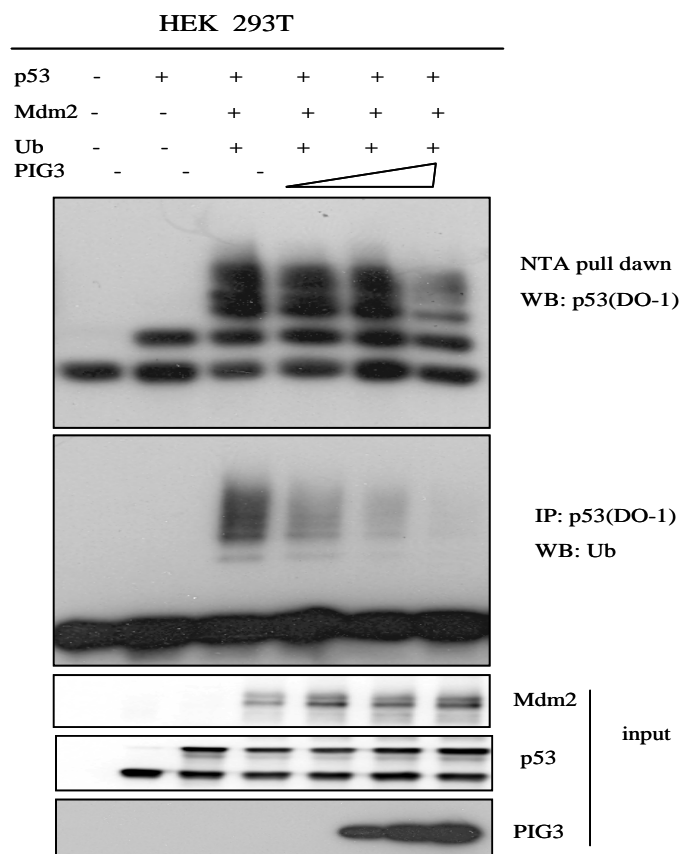 HEK 293T
p53 - + + + + +
Mdm2 - - + + + +
Ub - - + + + +
PIG3 - - -
NTA pull dawn
WB: p53(DO-1)
IP: p53(DO-1)
WB: Ub
Mdm2
input
p53
PIG3